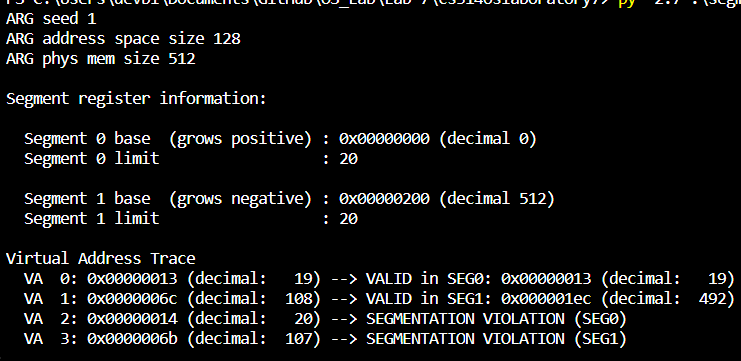 ARG seed 1
ARG address space size 128
ARG phys mem size 512
Segment register information:
Segment 0 base  (grows positive) : 0x00000000 (decimal 0)
Segment 0 limit                  : 20
Segment 1 base  (grows negative) : 0x00000200 (decimal 512)
Segment 1 limit                  : 20
Virtual Address Trace
VA  0: 0x00000013 (decimal:   19) --> VALID in SEG0: 0x00000013 (decimal:   19)
VA  1: 0x0000006c (decimal:  108) --> VALID in SEG1: 0x000001ec (decimal:  492)
VA  2: 0x00000014 (decimal:   20) --> SEGMENTATION VIOLATION (SEG0)
VA  3: 0x0000006b (decimal:  107) --> SEGMENTATION VIOLATION (SEG1)